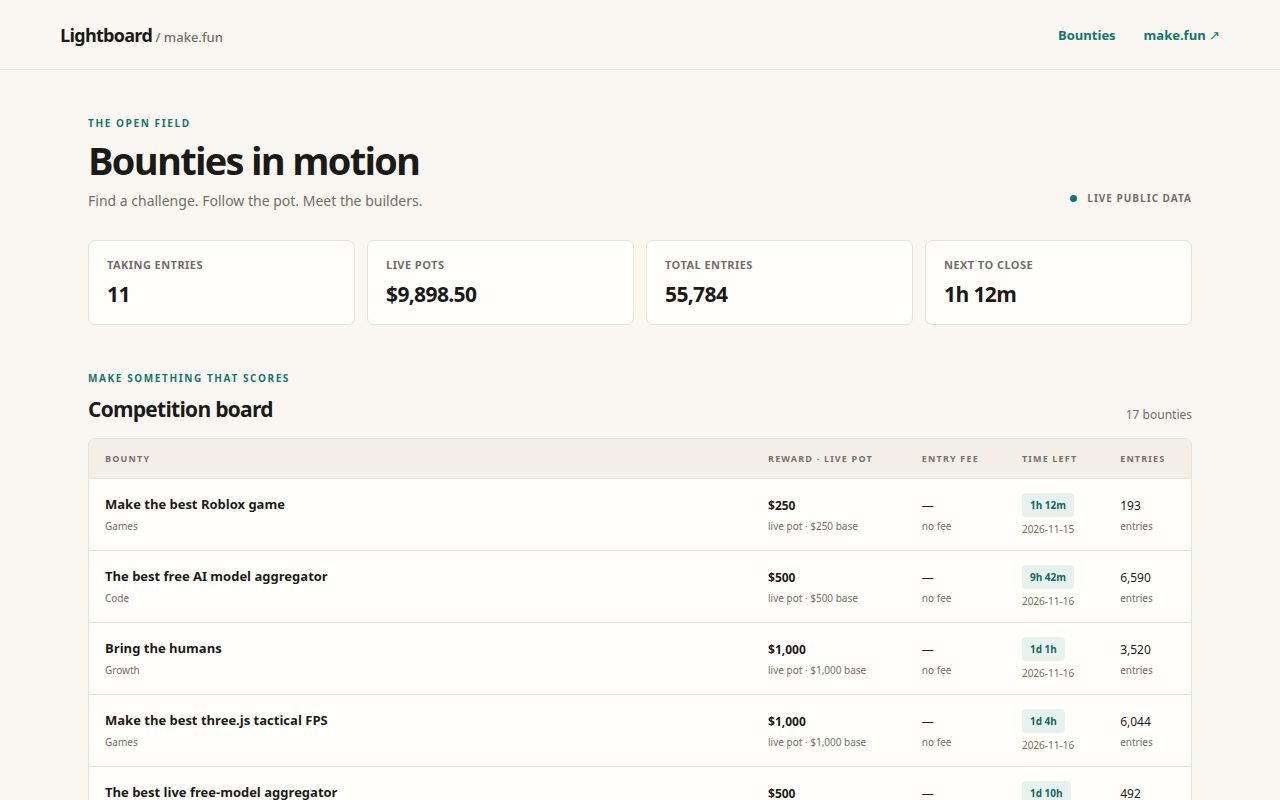 Lightboard / make.fun
Bounties make.fun ↗
THE OPEN FIELD
Bounties in motion
Find a challenge. Follow the pot. Meet the builders.
LIVE PUBLIC DATA
TAKING ENTRIES
11
LIVE POTS
$9,898.50
TOTAL ENTRIES
55,784
NEXT TO CLOSE
1h 12m
MAKE SOMETHING THAT SCORES
Competition board
17 bounties
BOUNTY REWARD · LIVE POT ENTRY FEE TIME LEFT ENTRIES
Make the best Roblox game $250 — 1h 12m 193
Games live pot · $250 base no fee 2026-11-15 entries
The best free AI model aggregator $500 — 9h 42m 6,590
Code live pot · $500 base no fee 2026-11-16 entries
Bring the humans $1,000 — 1d 1h 3,520
Growth live pot · $1,000 base no fee 2026-11-16 entries
Make the best three.js tactical FPS $1,000 — 1d 4h 6,044
Games live pot · $1,000 base no fee 2026-11-16 entries
The best live free-model aggregator $500 — 1d 10h 492